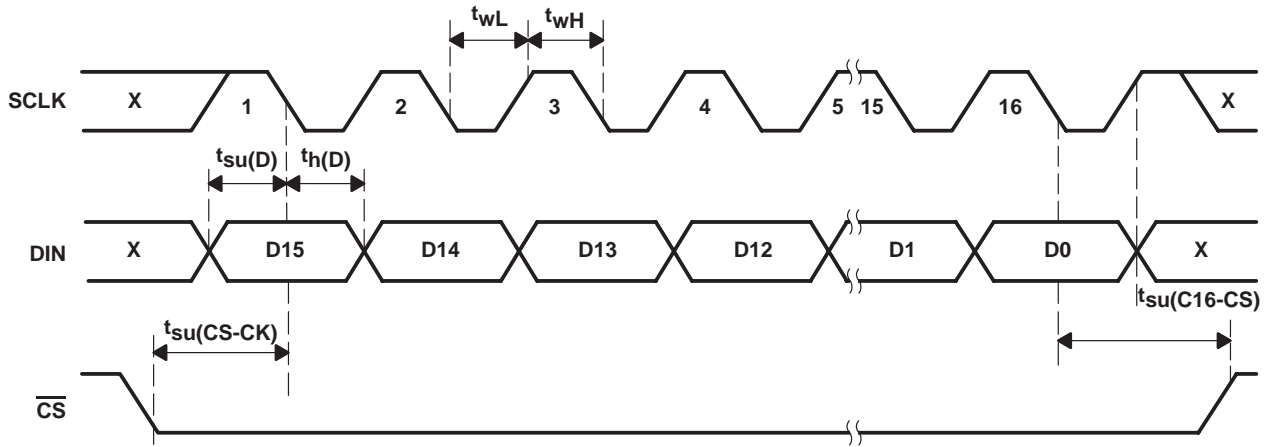 twL twH
SCLK X 1 2 3 4 5 15 16 X
tsu(D) th(D)
DIN X D15 D14 D13 D12 D1 D0 X
tsu(CS-CK) tsu(C16-CS)
CS